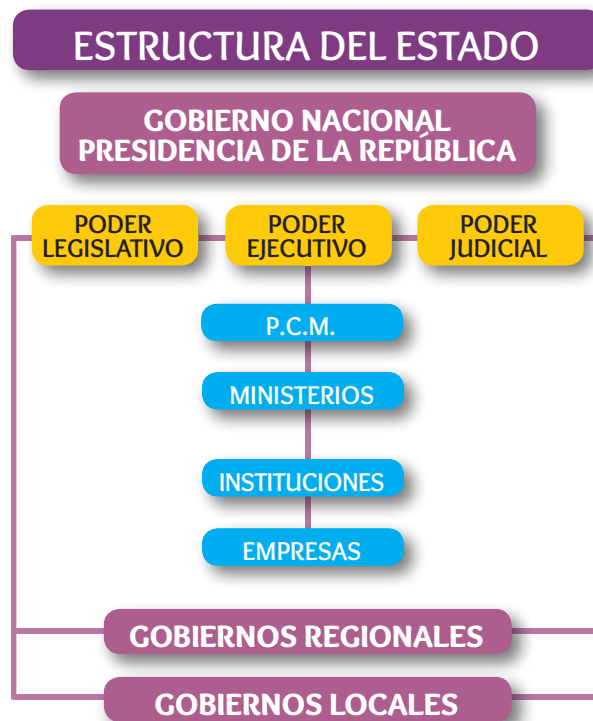 ESTRUCTURA DEL ESTADO
GOBIERNO NACIONAL
PRESIDENCIA DE LA REPÚBLICA
PODER
LEGISLATIVO
PODER
EJECUTIVO
PODER
JUDICIAL
P.C.M.
MINISTERIOS
INSTITUCIONES
EMPRESAS
GOBIERNOS REGIONALES
GOBIERNOS LOCALES